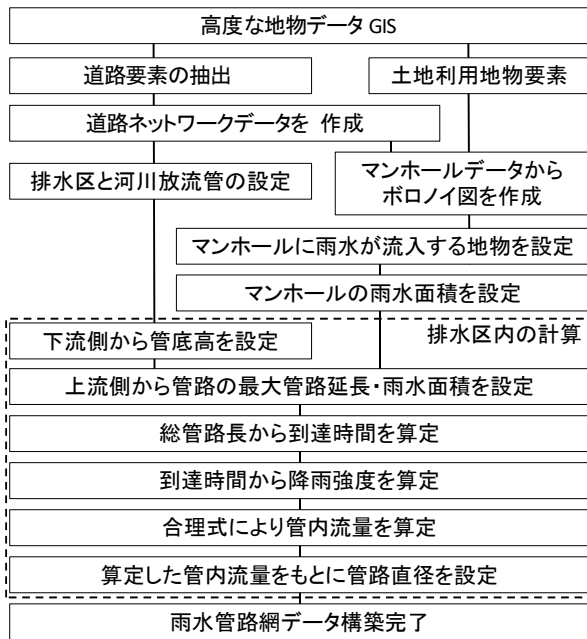 高度な地物データ GIS
道路要素の抽出
土地利用地物要素
道路ネットワークデータを 作成
排水区と河川放流管の設定
マンホールデータから
ボロノイ図を作成
マンホールに雨水が流入する地物を設定
マンホールの雨水面積を設定
排水区内の計算
下流側から管底高を設定
上流側から管路の最大管路延長・雨水面積を設定
総管路長から到達時間を算定
到達時間から降雨強度を算定
合理式により管内流量を算定
算定した管内流量をもとに管路直径を設定
雨水管路網データ構築完了